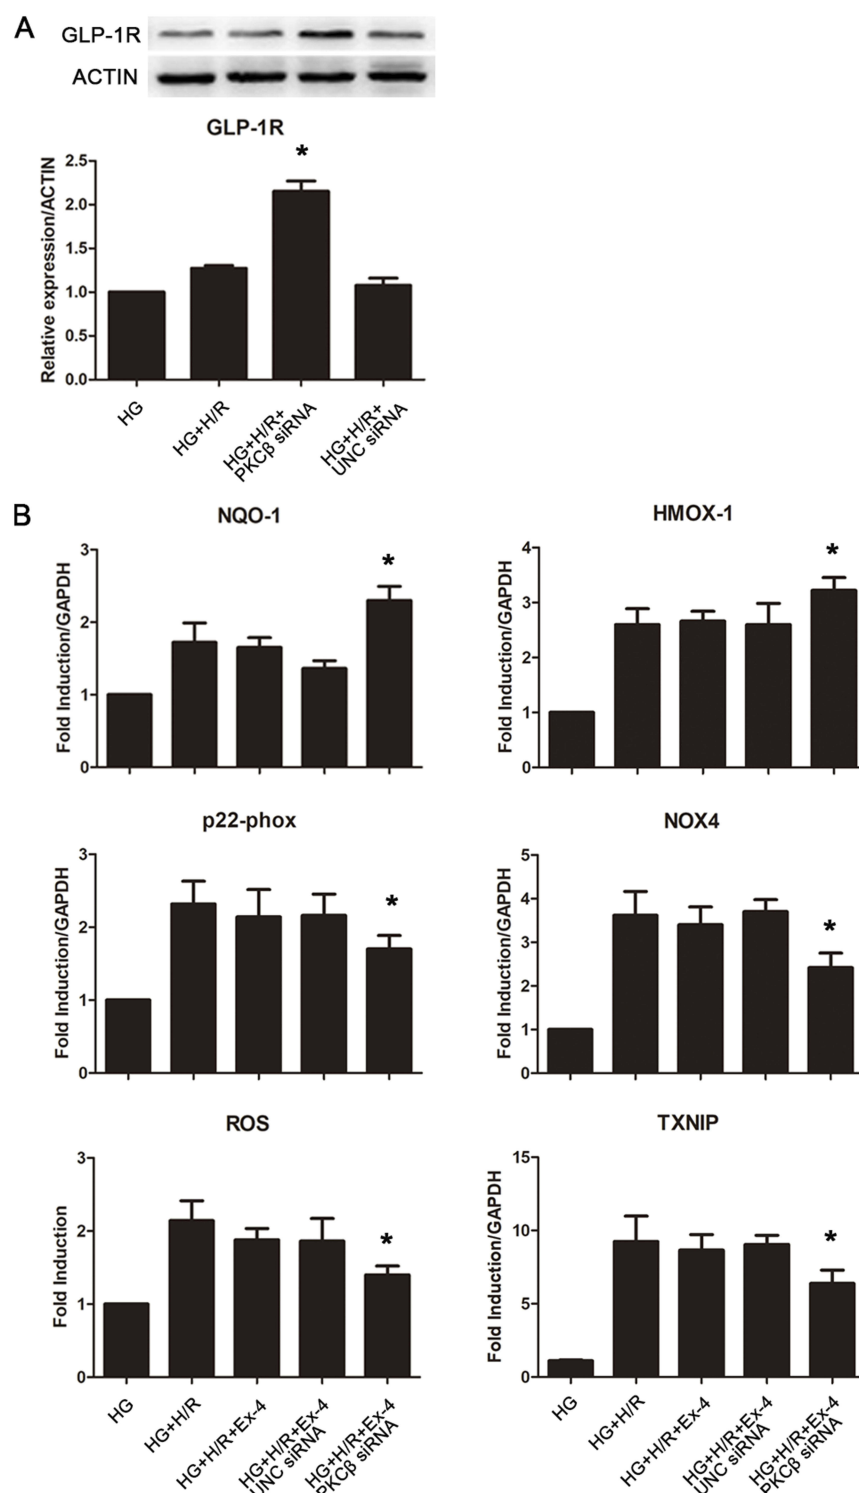 A
GLP-1R
ACTIN
GLP-1R
*
Relative expression/ACTIN
2.5
2.0
1.5
1.0
0.5
0.0
HG
HG+H/R
HG+H/R+
PKCβ siRNA
HG+H/R+
UNC siRNA
B
NQO-1
*
Fold Induction/GAPDH
3
2
1
0
HMOX-1
*
Fold Induction/GAPDH
4
3
2
1
0
p22-phox
*
Fold Induction/GAPDH
3
2
1
0
NOX4
*
Fold Induction/GAPDH
5
4
3
2
1
0
ROS
*
Fold Induction
3
2
1
0
HG
HG+H/R
HG+H/R+Ex-4
HG+H/R+Ex-4
UNC siRNA
HG+H/R+Ex-4
PKCβ siRNA
TXNIP
*
Fold Induction/GAPDH
15
10
5
0
HG
HG+H/R
HG+H/R+Ex-4
HG+H/R+Ex-4
UNC siRNA
HG+H/R+Ex-4
PKCβ siRNA